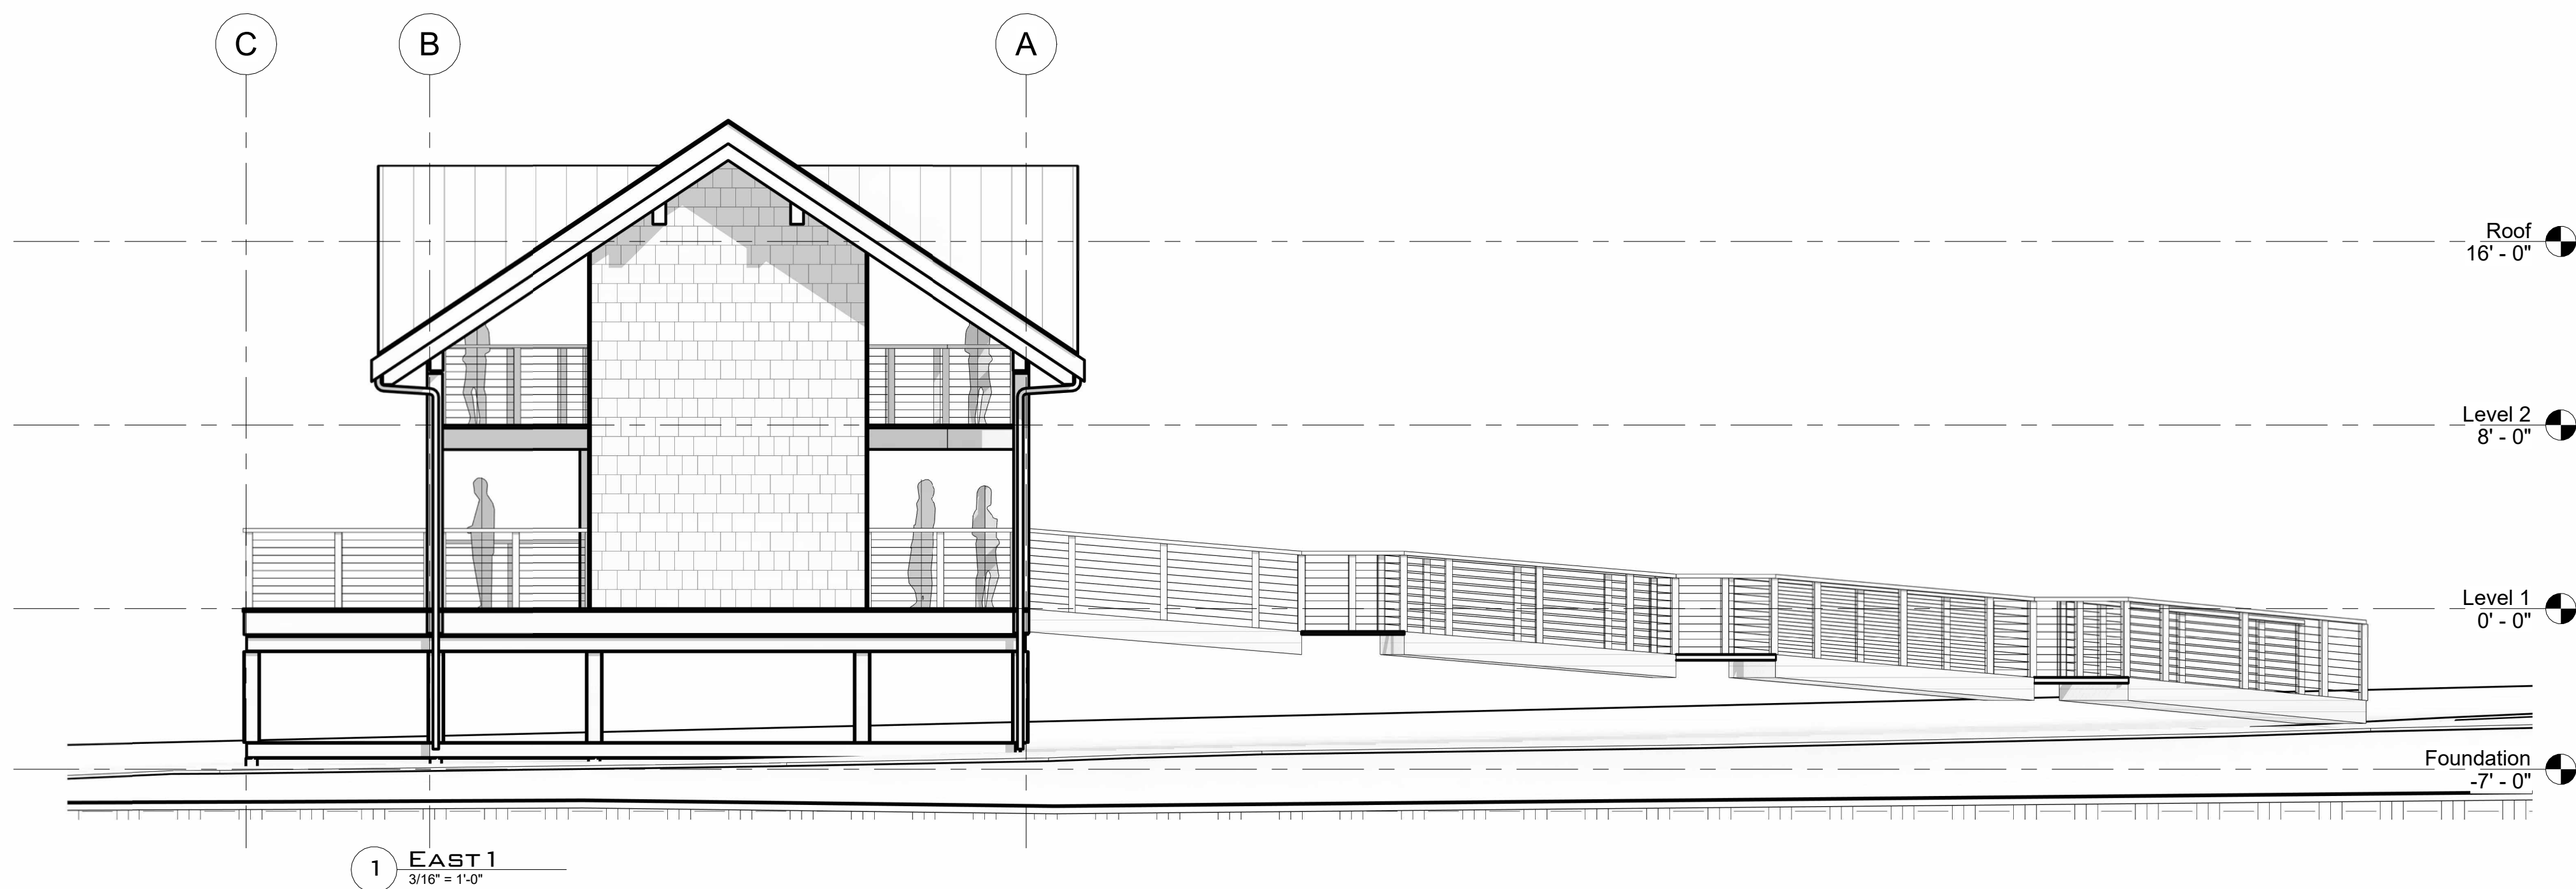 C
B
A
Roof
16' - 0"
Level 2
8' - 0"
Level 1
0' - 0"
Foundation
-7' - 0"
1
EAST 1
3/16" = 1'-0"